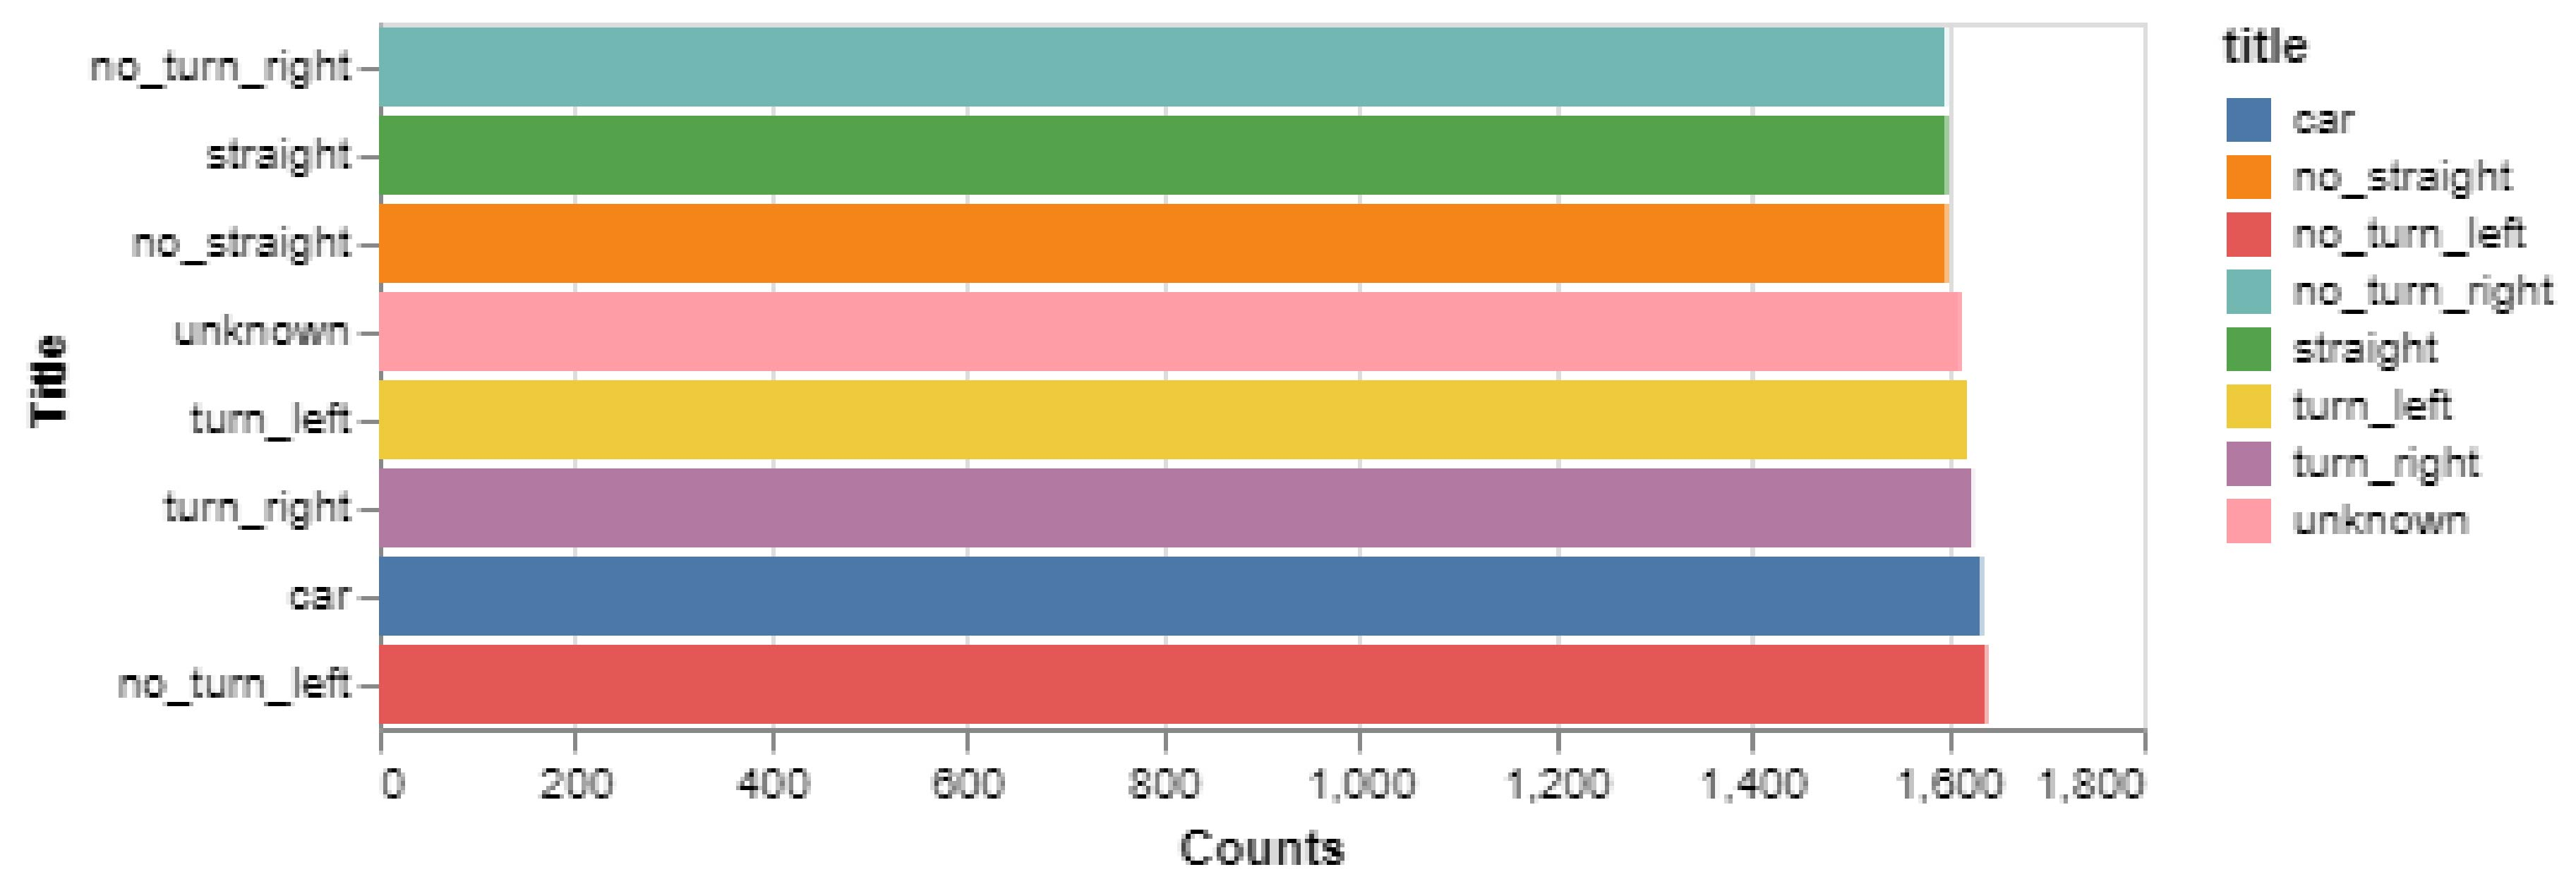 Title
no_turn_right
straight
no_straight
unknown
turn_left
turn_right
car
no_turn_left
0 200 400 600 800 1,000 1,200 1,400 1,600 1,800
Counts
title
car
no_straight
no_turn_left
no_turn_right
straight
turn_left
turn_right
unknown